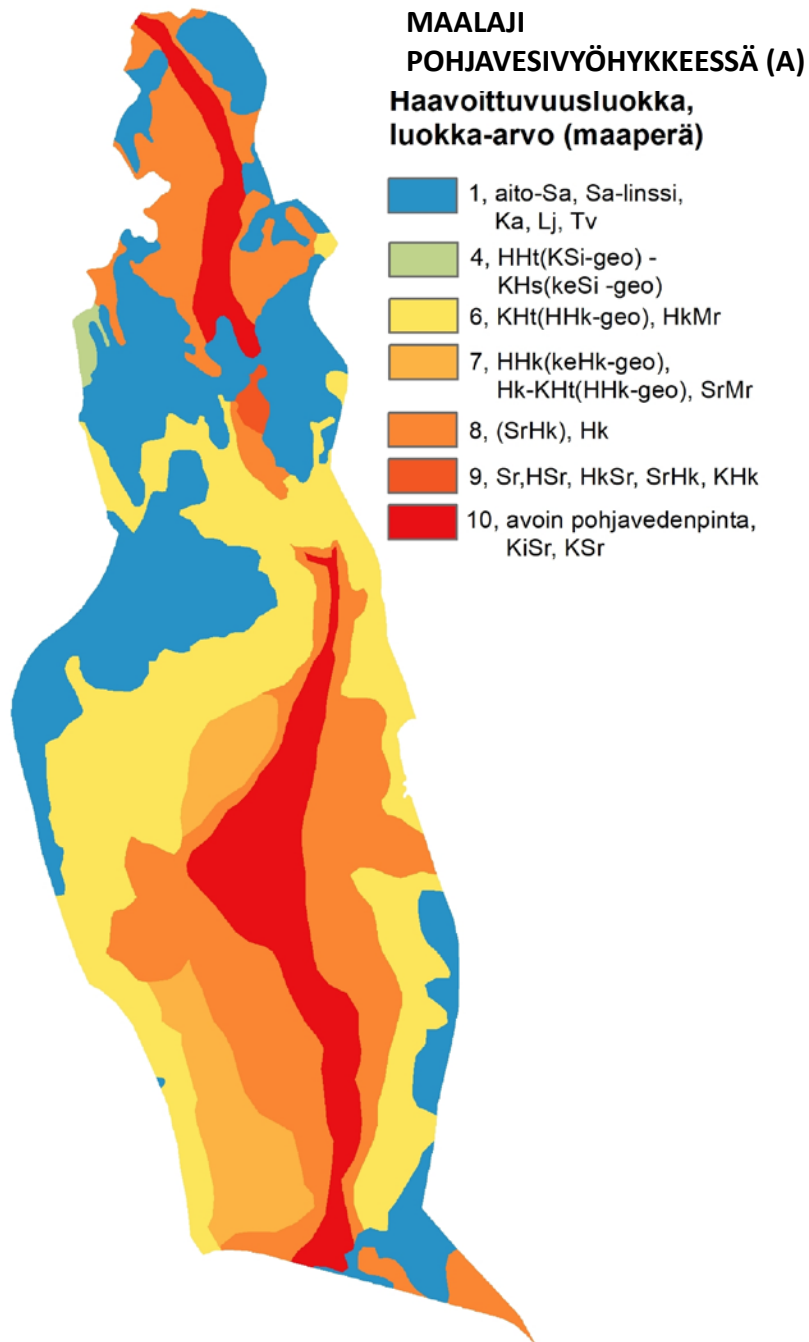 MAALAJI
POHJAVESIVYÖHYKKEESSÄ (A)
Haavoittuvuusluokka,
luokka-arvo (maaperä)
1, aito-Sa, Sa-linssi,
Ka, Lj, Tv
4, HHt(KSi-geo) -
KHs(keSi -geo)
6, KHt(HHk-geo), HkMr
7, HHk(keHk-geo),
Hk-KHt(HHk-geo), SrMr
8, (SrHk), Hk
9, Sr,HSr, HkSr, SrHk, KHk
10, avoin pohjavedenpinta,
KiSr, KSr